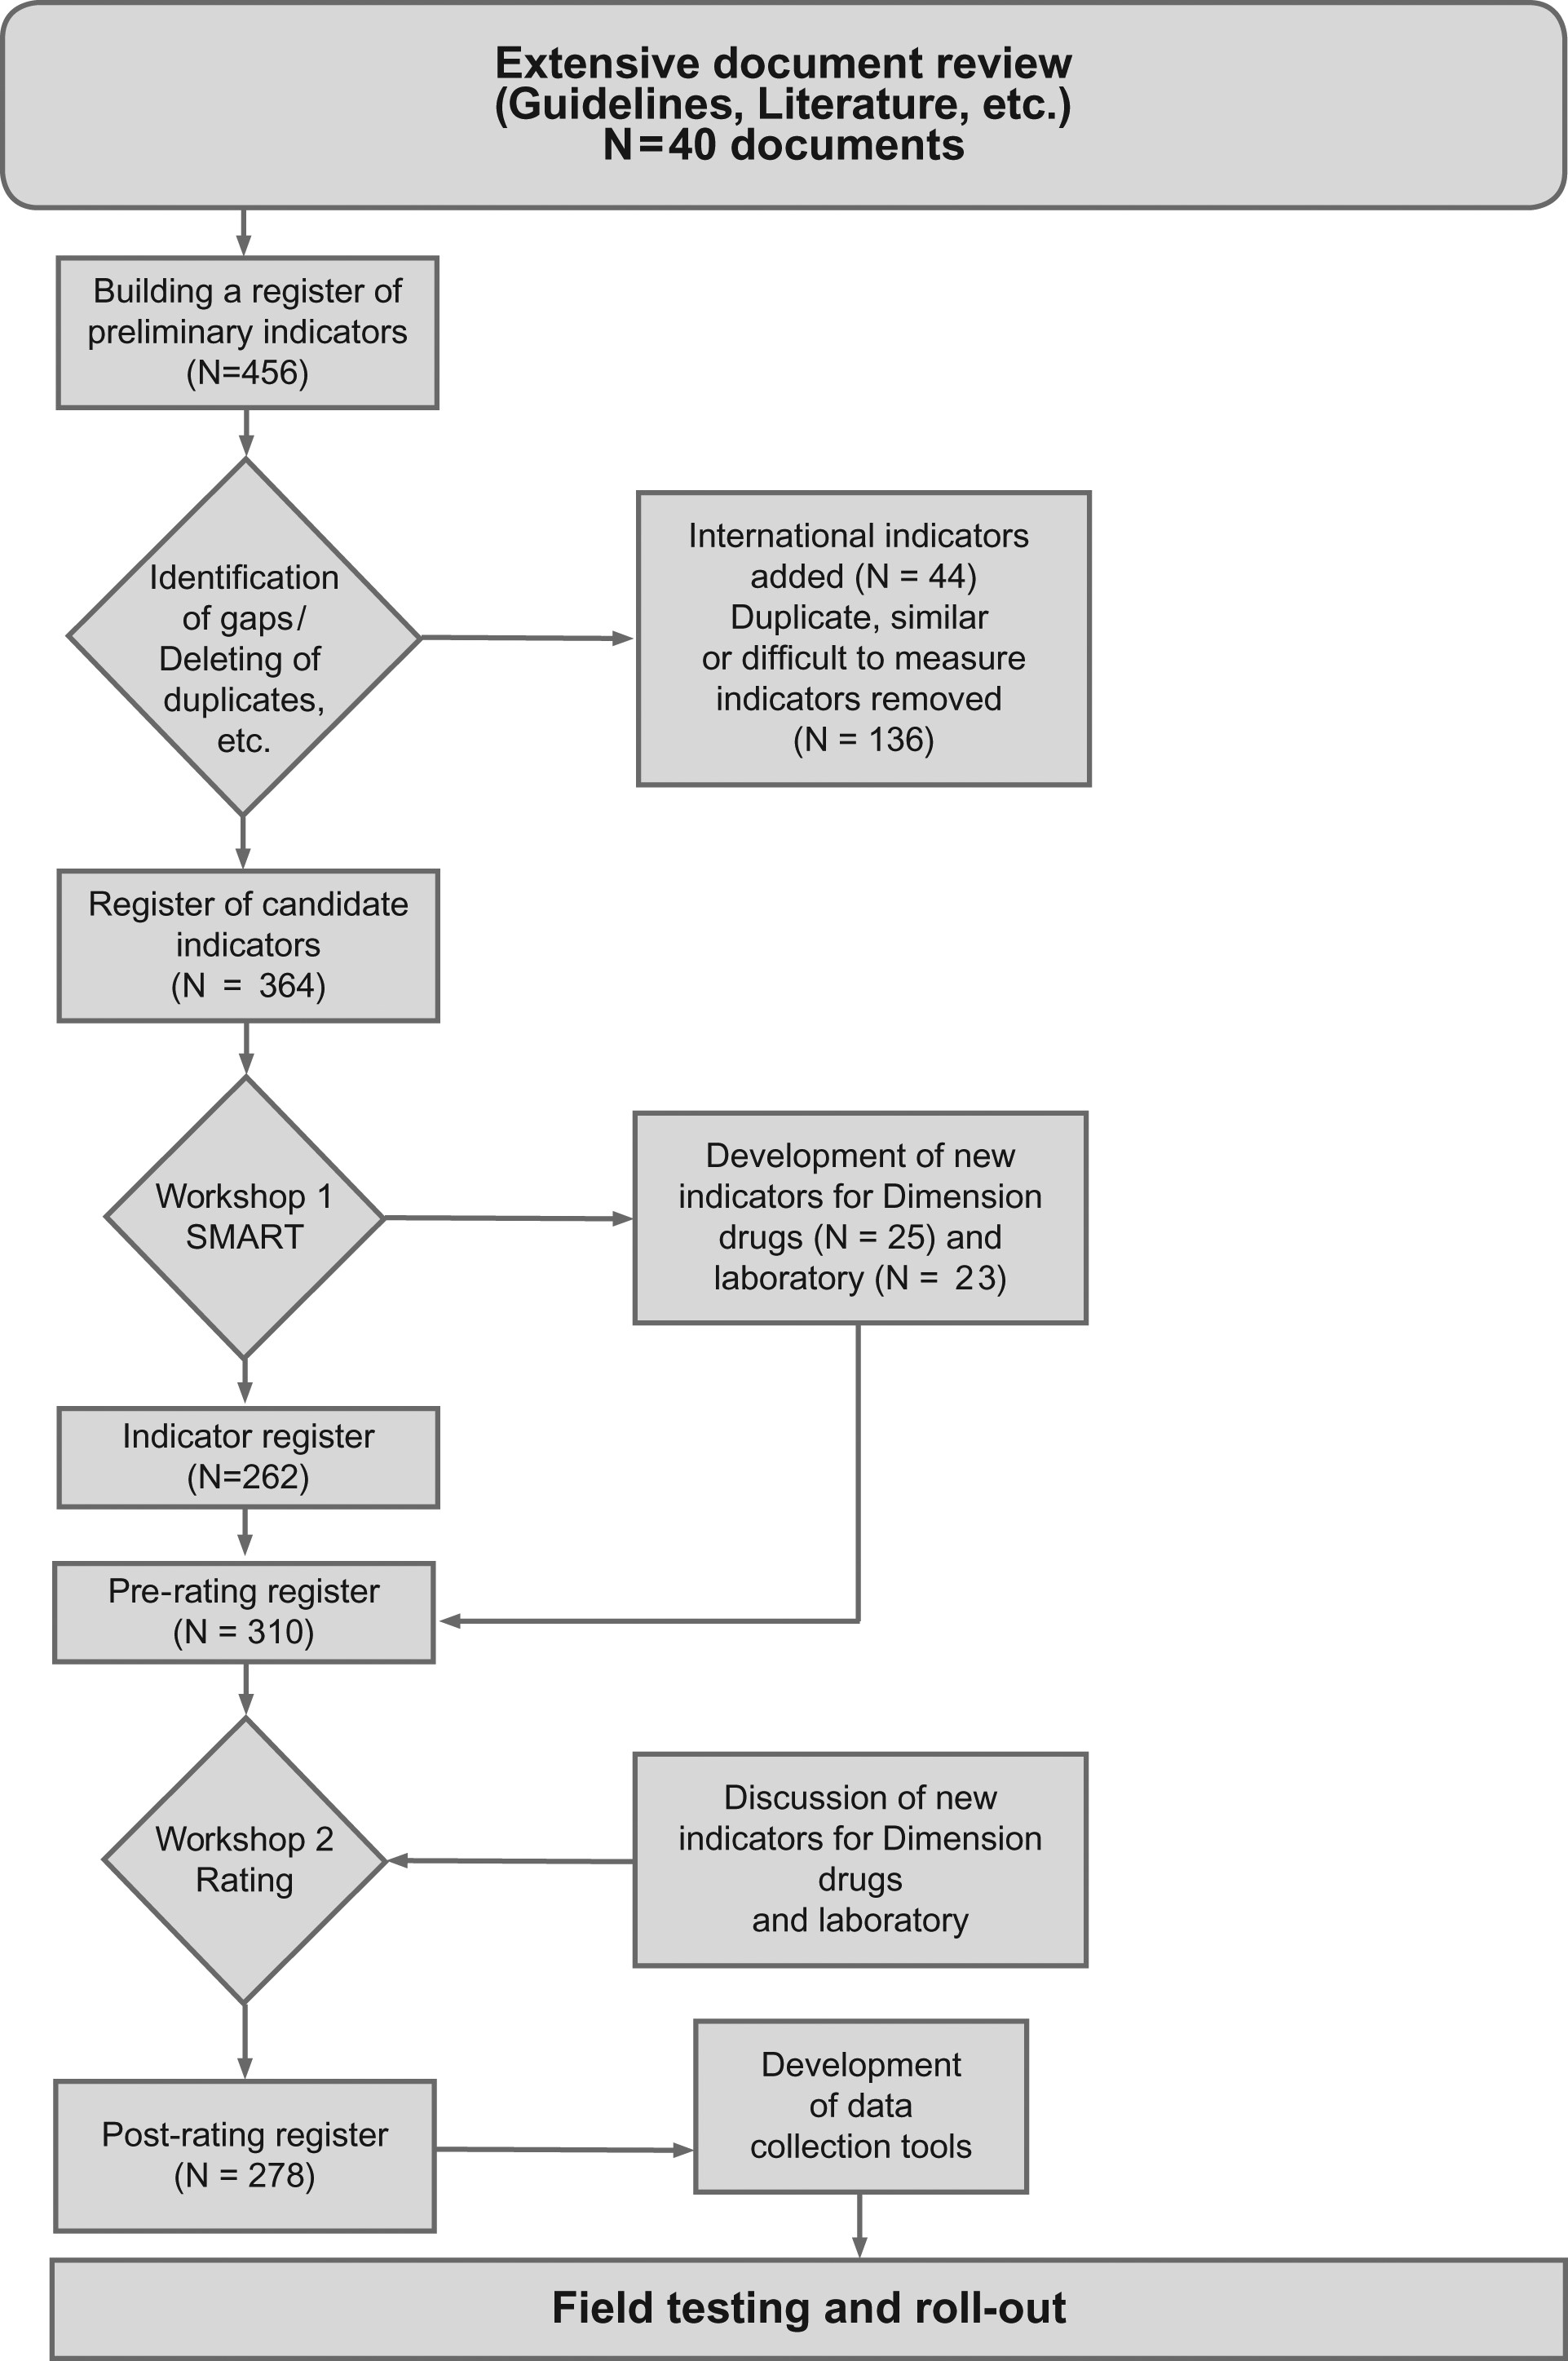 Extensive document review
(Guidelines, Literature, etc.)
N=40 documents
Building a register of
preliminary indicators
(N=456)
Identification
of gaps/
Deleting of
duplicates,
etc.
International indicators
added (N = 44)
Duplicate, similar
or difficult to measure
indicators removed
(N = 136)
Register of candidate
indicators
(N = 364)
Workshop 1
SMART
Development of new
indicators for Dimension
drugs (N = 25) and
laboratory (N = 23)
Indicator register
(N=262)
Pre-rating register
(N = 310)
Workshop 2
Rating
Discussion of new
indicators for Dimension
drugs
and laboratory
Post-rating register
(N = 278)
Development
of data
collection tools
Field testing and roll-out